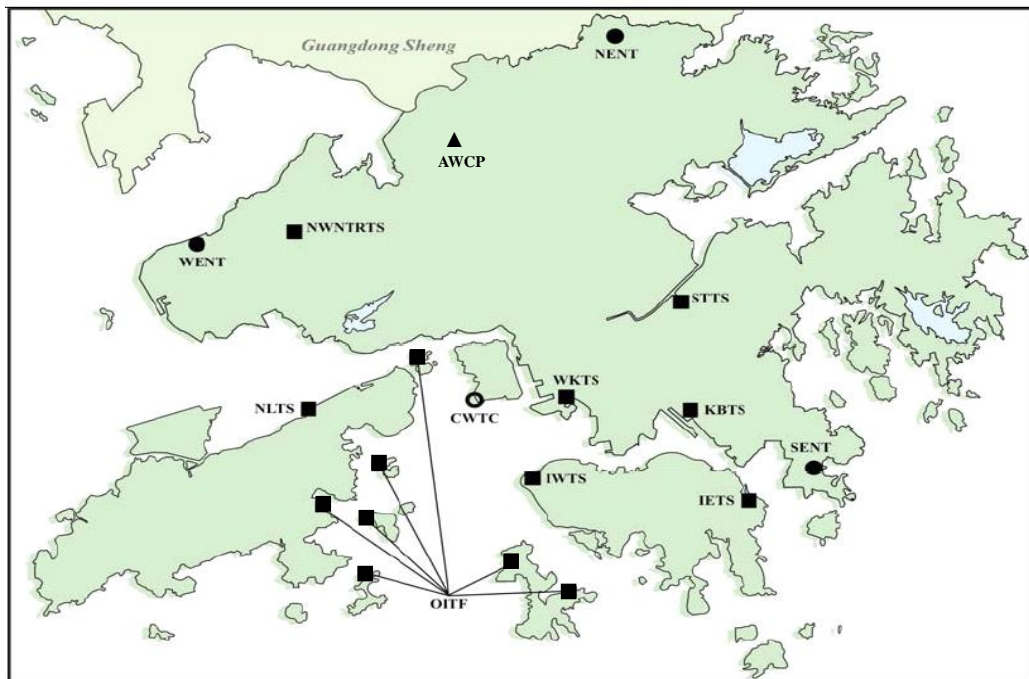 Guangdong Sheng
NENT
AWCP
NWNTRTS
WENT
STTS
WKTS
NLTS
CWTC
KBTS
SENT
IWTS
IETS
OITF